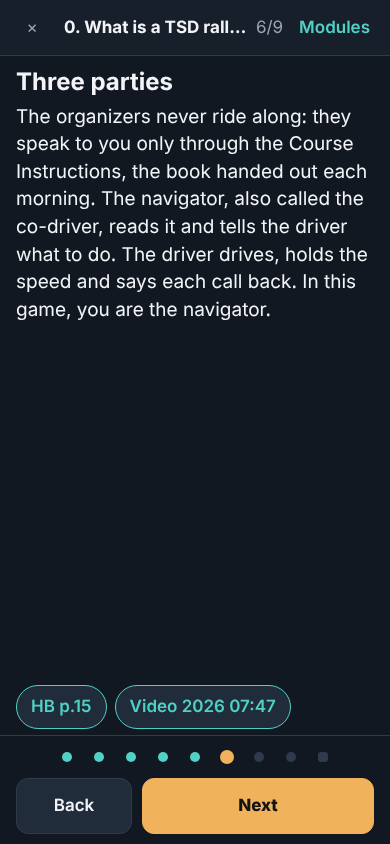 × 0. What is a TSD rall… 6/9 Modules
Three parties
The organizers never ride along: they
speak to you only through the Course
Instructions, the book handed out each
morning. The navigator, also called the
co-driver, reads it and tells the driver
what to do. The driver drives, holds the
speed and says each call back. In this
game, you are the navigator.
HB p.15 Video 2026 07:47
Back Next